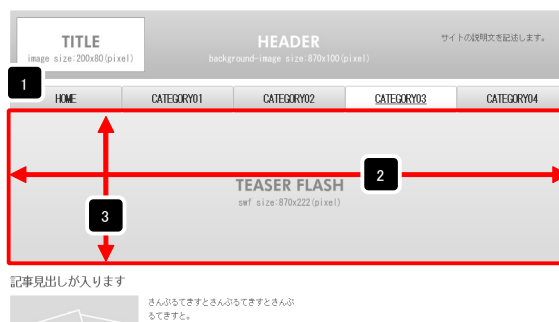 TITLE
image size:200x80(pixel)
HEADER
background-image size:870x100(pixel)
サイトの説明文を記述します。
1
HOME
CATEGORY01
CATEGORY02
CATEGORY03
CATEGORY04
2
TEASER FLASH
swf size:870x222(pixel)
3
記事見出しが入ります
さんぷるてきすとさんぷるてきすとさんぷ
るてきすと。